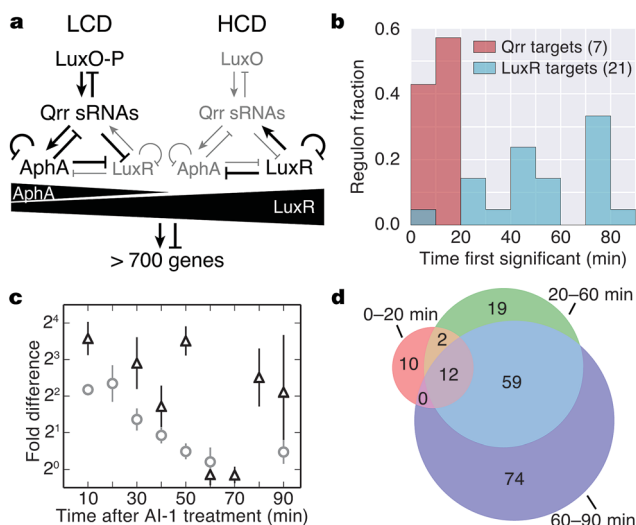 a
LCD HCD
LuxO-P LuxO
Qrr sRNAs Qrr sRNAs
AphA LuxR AphA LuxR
AphA
LuxR
> 700 genes
b
Regulon fraction
0.6
0.4
0.2
0.0
Qrr targets (7)
LuxR targets (21)
0 20 40 60 80
Time first significant (min)
c
Fold difference
2⁴
2³
2²
2¹
2⁰
10 30 50 70 90
Time after AI-1 treatment (min)
d
0–20 min
20–60 min
19
2
10
12
59
0
74
60–90 min